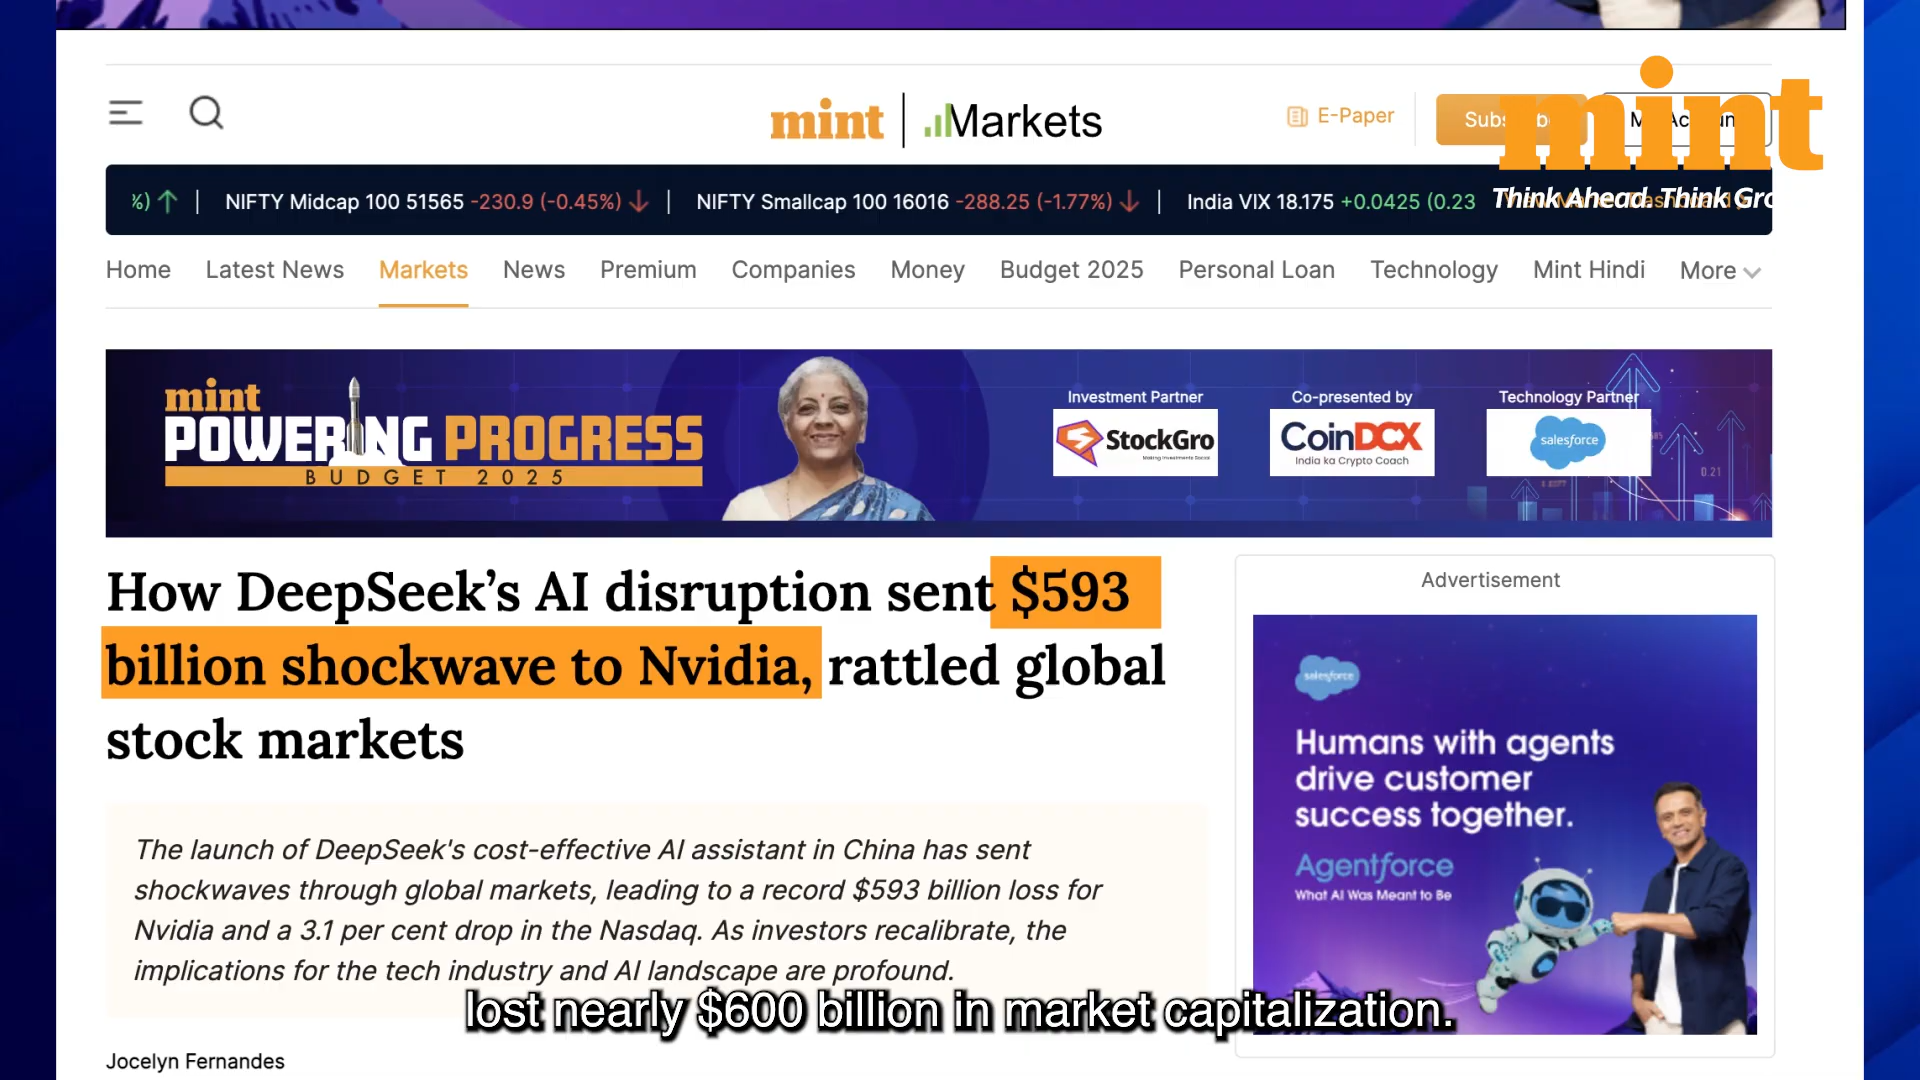 mint | Markets
E-Paper
mint
Think Ahead. Think Gro
%) | NIFTY Midcap 100 51565 -230.9 (-0.45%) | NIFTY Smallcap 100 16016 -288.25 (-1.77%) | India VIX 18.175 +0.0425 (0.23
Home Latest News Markets News Premium Companies Money Budget 2025 Personal Loan Technology Mint Hindi More
mint
POWERING PROGRESS
BUDGET 2025
Investment Partner
StockGro
Making Investments Social
Co-presented by
CoinDCX
India ka Crypto Coach
Technology Partner
salesforce
0.21
How DeepSeek’s AI disruption sent $593
billion shockwave to Nvidia, rattled global
stock markets
The launch of DeepSeek's cost-effective AI assistant in China has sent
shockwaves through global markets, leading to a record $593 billion loss for
Nvidia and a 3.1 per cent drop in the Nasdaq. As investors recalibrate, the
implications for the tech industry and AI landscape are profound.
Jocelyn Fernandes
Advertisement
salesforce
Humans with agents
drive customer
success together.
Agentforce
What AI Was Meant to Be
lost nearly $600 billion in market capitalization.